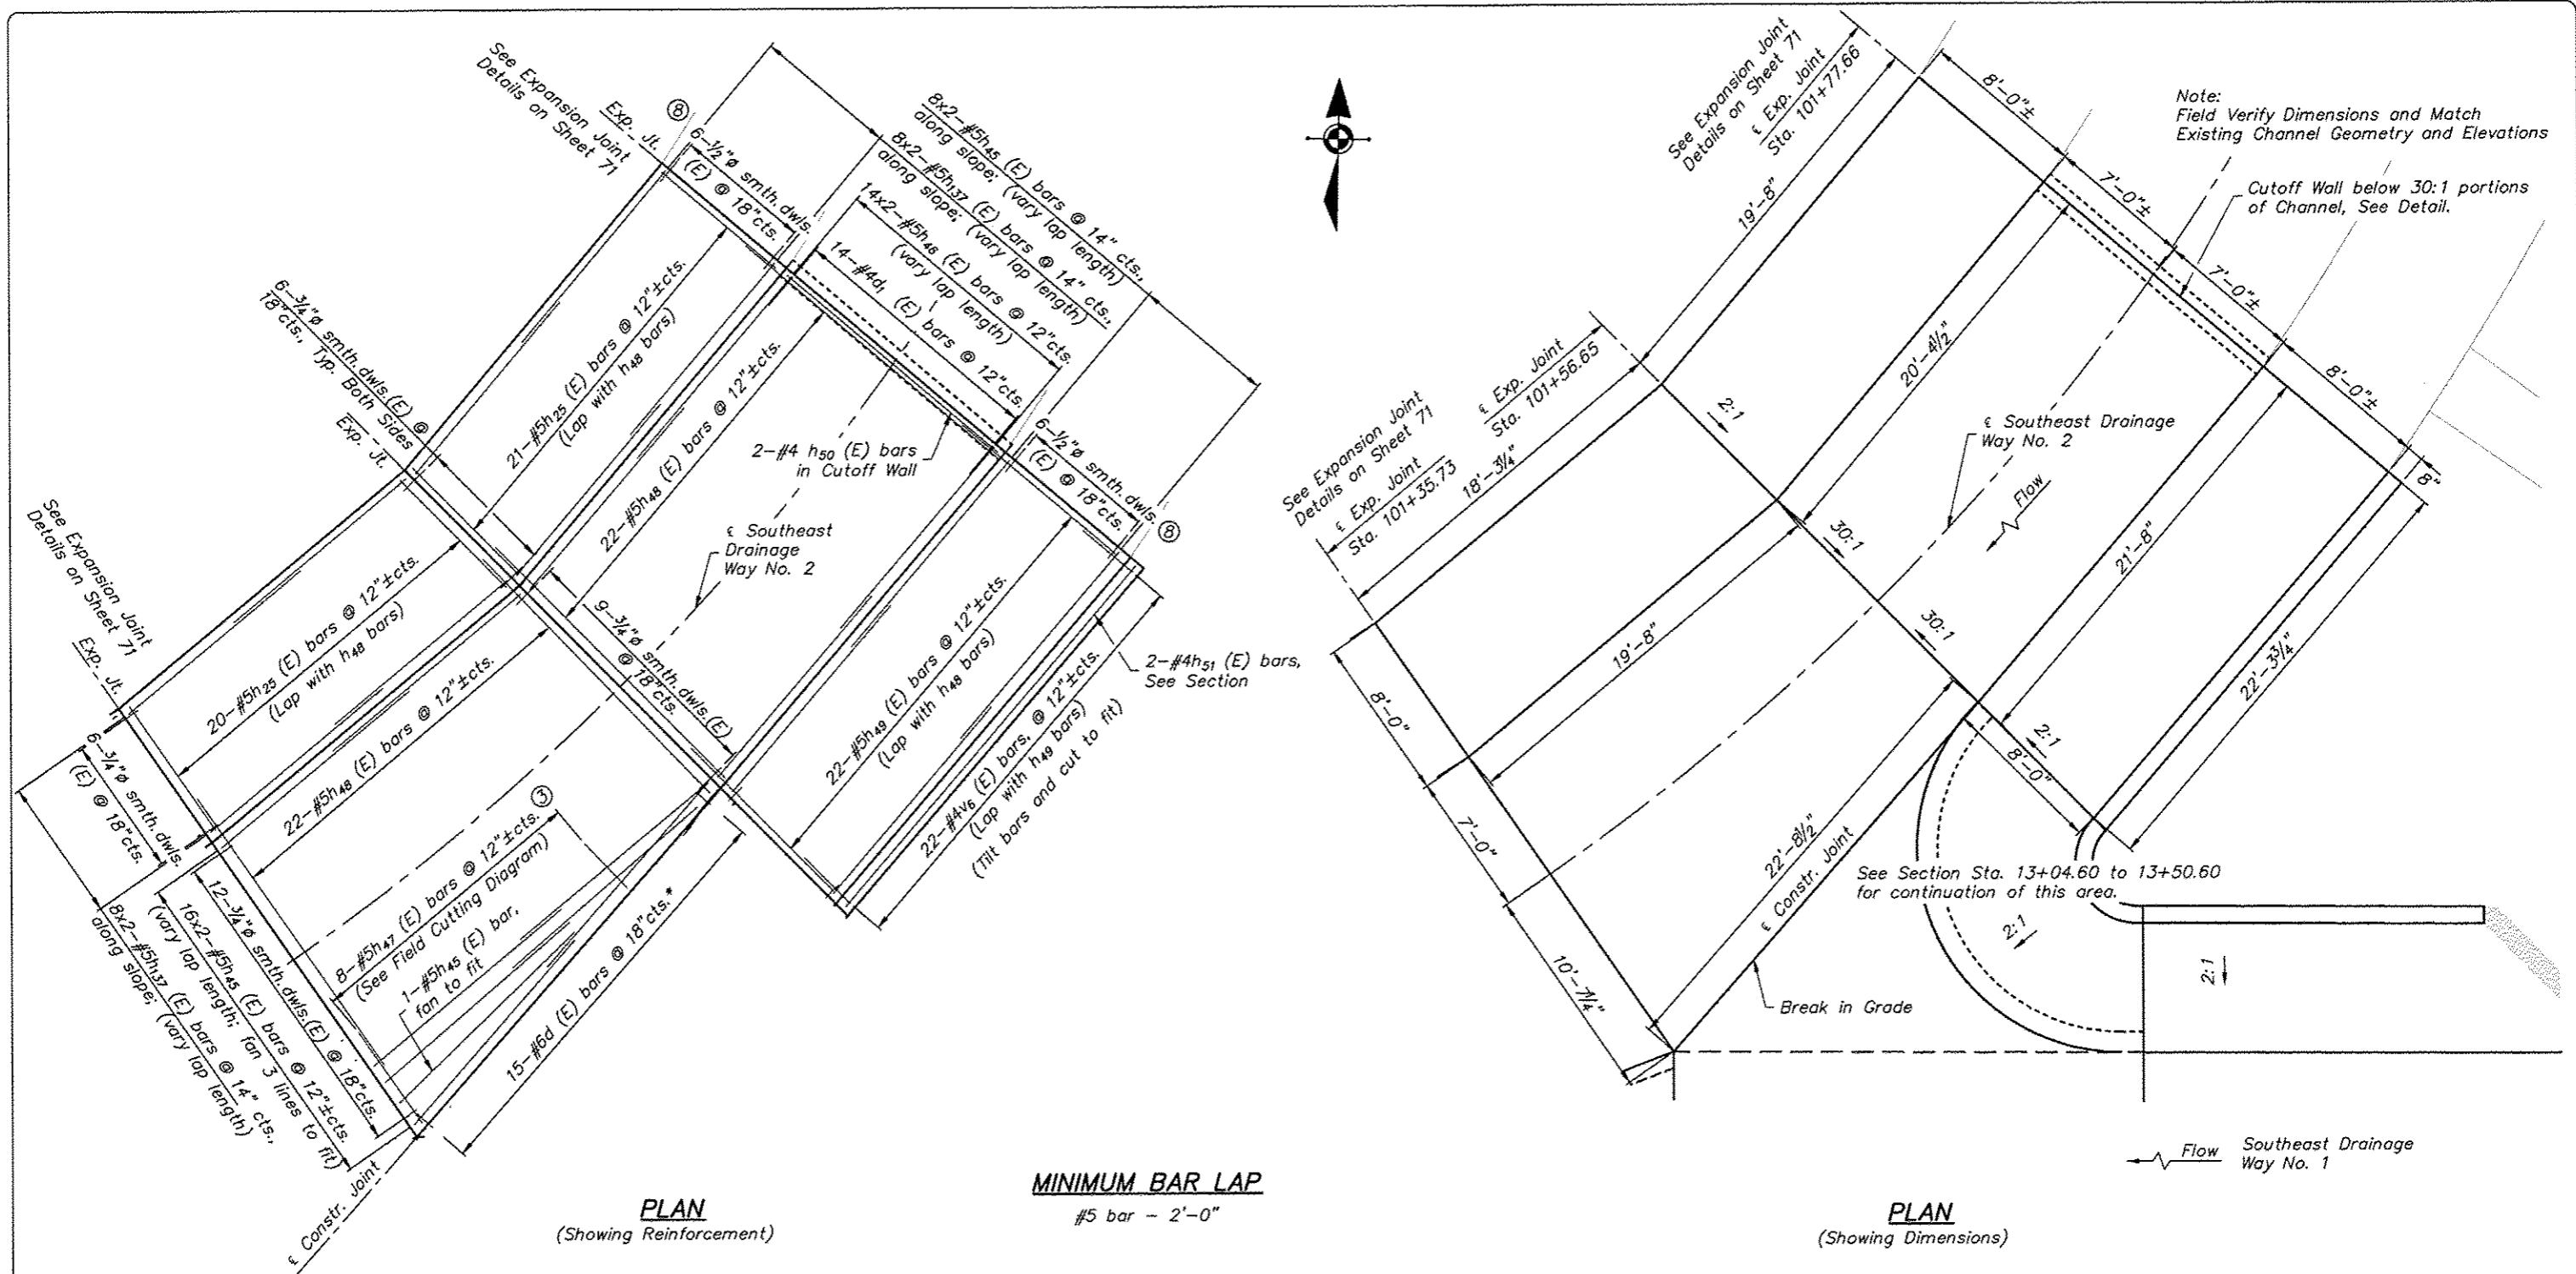 See Expansion Joint
Details on Sheet 71
Exp. Jt.
8
6-½"ø smth. dwls.
(E) @ 18"cts.
8x2-#5h45 (E) bars @ 14" cts.,
along slope; (vary lap length)
8x2-#5h137 (E) bars @ 14" cts.,
along slope; (vary lap length)
14x2-#5h46 (E) bars @ 12"cts.
(vary lap length)
14-#4d1 (E) bars @ 12"cts.
6-¾"ø smth.dwls.(E) @
18"cts., Typ. Both Sides
Exp. Jt.
21-#5h25 (E) bars @ 12"±cts.
(Lap with h48 bars)
22-#5h48 (E) bars @ 12"±cts.
2-#4 h50 (E) bars
in Cutoff Wall
6-½"ø smth.dwls.
(E) @ 18"cts.
8
℄ Southeast
Drainage
Way No. 2
See Expansion Joint
Details on Sheet 71
Exp. Jt.
20-#5h25 (E) bars @ 12"±cts.
(Lap with h48 bars)
22-#5h48 (E) bars @ 12"±cts.
9-¾"ø smth.dwls.(E)
@ 18"cts.
22-#5h49 (E) bars @ 12"±cts.
(Lap with h48 bars)
2-#4h51 (E) bars,
See Section
22-#4v6 (E) bars, @ 12"±cts.
(Lap with h49 bars)
(Tilt bars and cut to fit)
6-¾"ø smth.dwls.
(E) @ 18"cts.
8x2-#5h137 (E) bars @ 14" cts.,
along slope; (vary lap length)
16x2-#5h45 (E) bars @ 12"±cts.
(vary lap length; fan 3 lines to fit)
12-¾"ø smth.dwls.(E) @ 18"cts.
8-#5h47 (E) bars @ 12"±cts.
(See Field Cutting Diagram)
3
1-#5h45 (E) bar,
fan to fit
15-#6d (E) bars @ 18"cts.*
℄ Constr. Joint
PLAN
(Showing Reinforcement)
MINIMUM BAR LAP
#5 bar - 2'-0"
See Expansion Joint
Details on Sheet 71
℄ Exp. Joint
Sta. 101+77.66
8'-0"±
7'-0"±
7'-0"±
8'-0"±
8"
Note:
Field Verify Dimensions and Match
Existing Channel Geometry and Elevations
Cutoff Wall below 30:1 portions
of Channel, See Detail.
19'-8"
20'-4½"
℄ Exp. Joint
Sta. 101+56.65
See Expansion Joint
Details on Sheet 71
℄ Exp. Joint
Sta. 101+35.73
18'-3¼"
2:1
℄ Southeast Drainage
Way No. 2
Flow
30:1
21'-8"
30:1
22'-3¾"
2:1
8'-0"
19'-8"
8'-0"
7'-0"
10'-7¼"
22'-8½"
℄ Constr. Joint
See Section Sta. 13+04.60 to 13+50.60
for continuation of this area.
2:1
2:1
Break in Grade
Flow
Southeast Drainage
Way No. 1
PLAN
(Showing Dimensions)